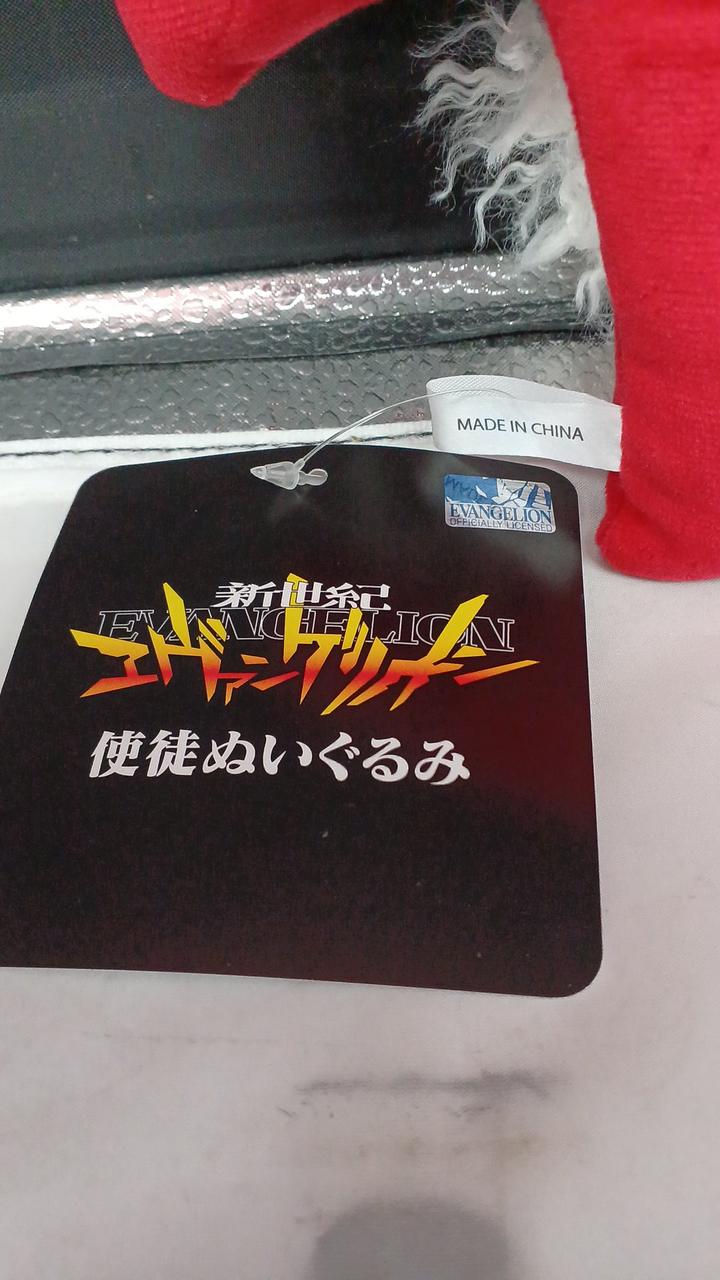 MADE IN CHINA
EVANGELION
OFFICIALLY LICENSED
新世紀
EVANGELION
エヴァンゲリオン
使徒ぬいぐるみ